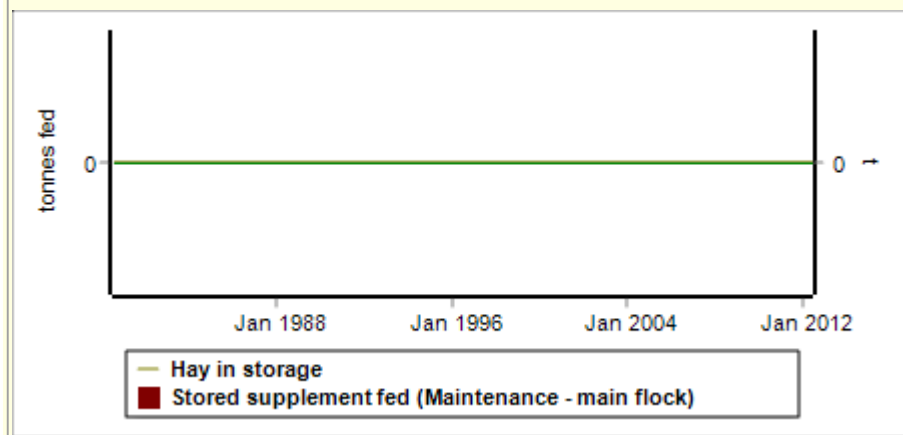 tonnes fed
0
0
t
Jan 1988 Jan 1996 Jan 2004 Jan 2012
Hay in storage
Stored supplement fed (Maintenance - main flock)